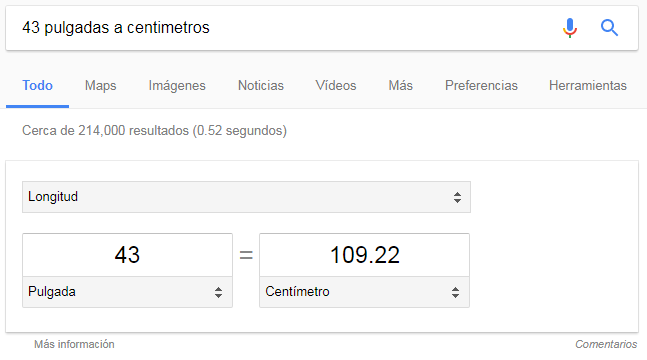 43 pulgadas a centimetros
Todo Maps Imágenes Noticias Vídeos Más Preferencias Herramientas
Cerca de 214,000 resultados (0.52 segundos)
Longitud
43 = 109.22
Pulgada Centímetro
Más información Comentarios